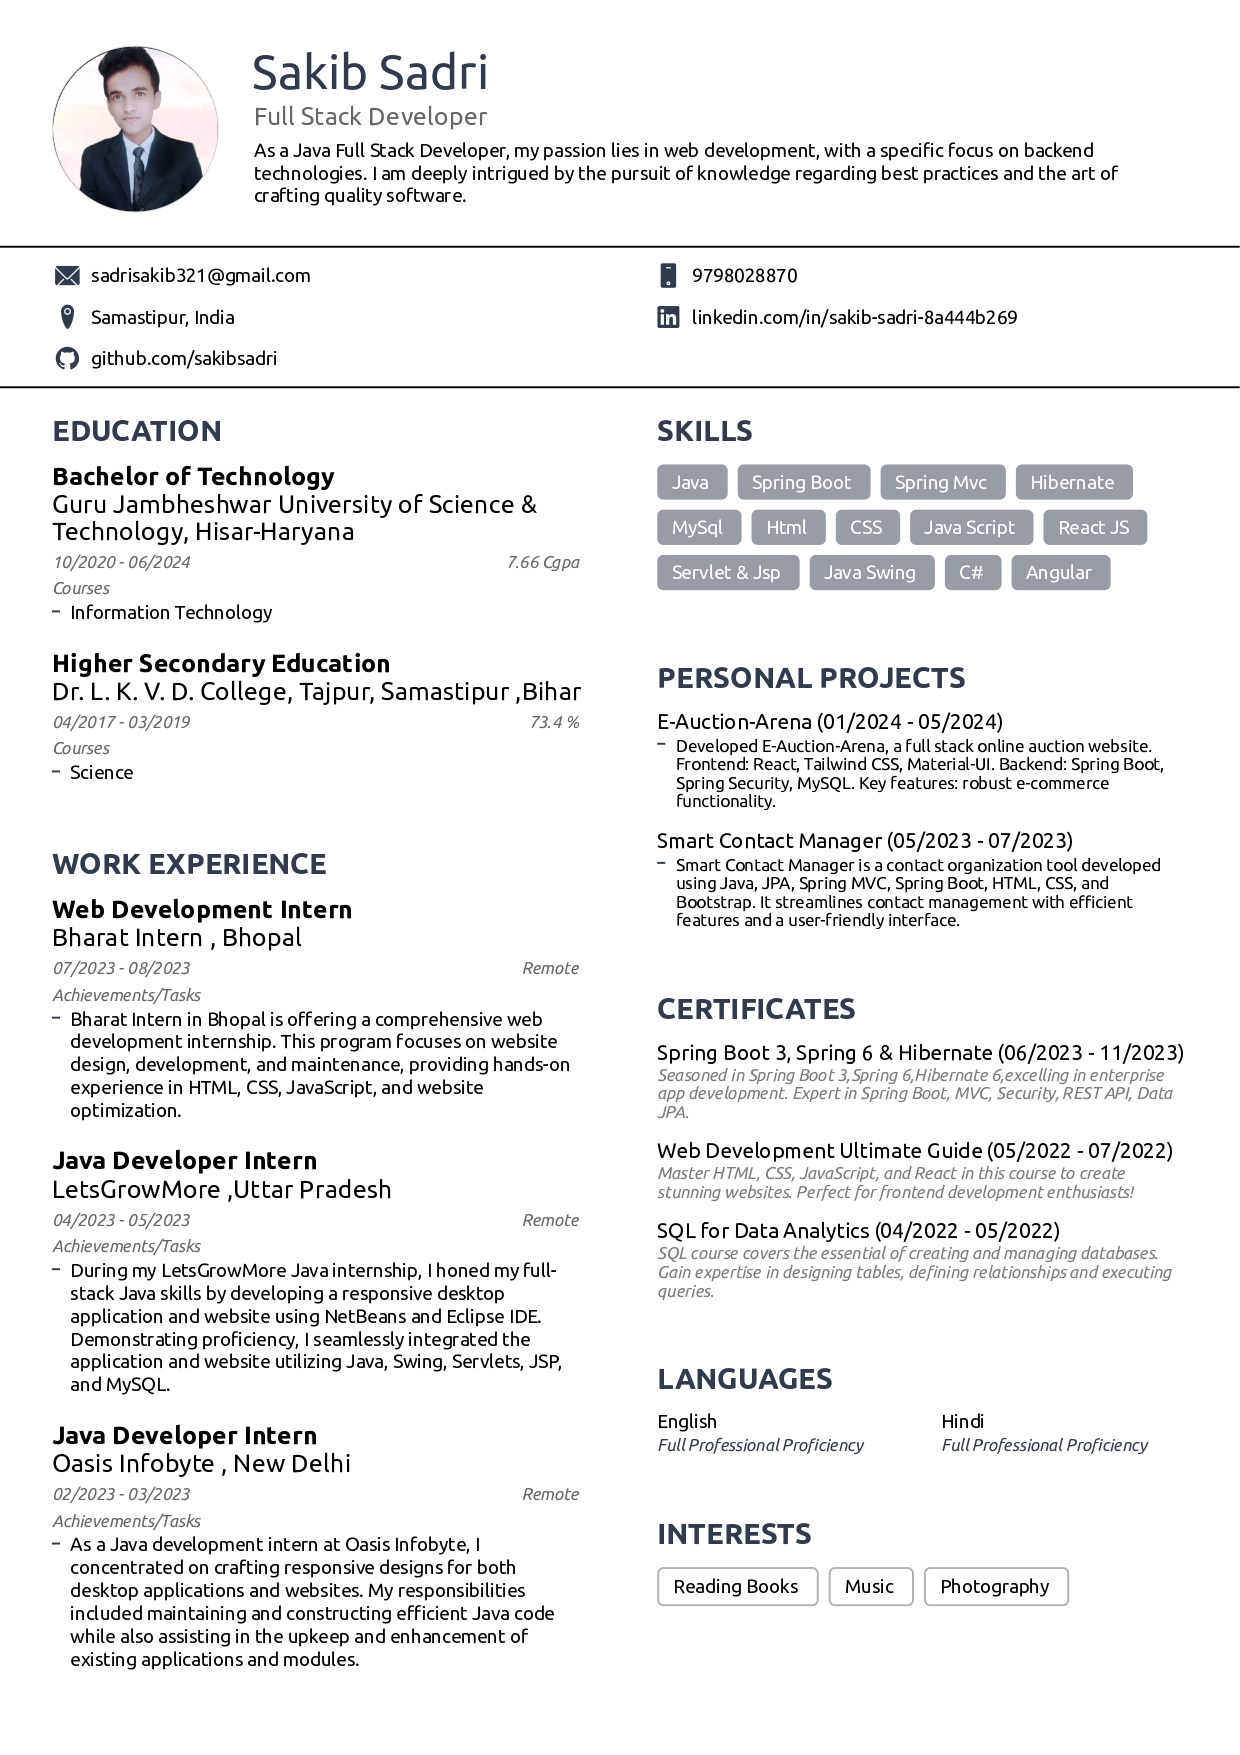 Sakib Sadri
Full Stack Developer
As a Java Full Stack Developer, my passion lies in web development, with a specific focus on backend
technologies. I am deeply intrigued by the pursuit of knowledge regarding best practices and the art of
crafting quality software.
sadrisakib321@gmail.com
9798028870
Samastipur, India
linkedin.com/in/sakib-sadri-8a444b269
github.com/sakibsadri
EDUCATION
Bachelor of Technology
Guru Jambheshwar University of Science &
Technology, Hisar-Haryana
10/2020 - 06/2024 7.66 Cgpa
Courses
– Information Technology
Higher Secondary Education
Dr. L. K. V. D. College, Tajpur, Samastipur ,Bihar
04/2017 - 03/2019 73.4 %
Courses
– Science
WORK EXPERIENCE
Web Development Intern
Bharat Intern , Bhopal
07/2023 - 08/2023 Remote
Achievements/Tasks
– Bharat Intern in Bhopal is offering a comprehensive web
development internship. This program focuses on website
design, development, and maintenance, providing hands-on
experience in HTML, CSS, JavaScript, and website
optimization.
Java Developer Intern
LetsGrowMore ,Uttar Pradesh
04/2023 - 05/2023 Remote
Achievements/Tasks
– During my LetsGrowMore Java internship, I honed my full-
stack Java skills by developing a responsive desktop
application and website using NetBeans and Eclipse IDE.
Demonstrating proficiency, I seamlessly integrated the
application and website utilizing Java, Swing, Servlets, JSP,
and MySQL.
Java Developer Intern
Oasis Infobyte , New Delhi
02/2023 - 03/2023 Remote
Achievements/Tasks
– As a Java development intern at Oasis Infobyte, I
concentrated on crafting responsive designs for both
desktop applications and websites. My responsibilities
included maintaining and constructing efficient Java code
while also assisting in the upkeep and enhancement of
existing applications and modules.
SKILLS
Java Spring Boot Spring Mvc Hibernate
MySql Html CSS Java Script React JS
Servlet & Jsp Java Swing C# Angular
PERSONAL PROJECTS
E-Auction-Arena (01/2024 - 05/2024)
– Developed E-Auction-Arena, a full stack online auction website.
Frontend: React, Tailwind CSS, Material-UI. Backend: Spring Boot,
Spring Security, MySQL. Key features: robust e-commerce
functionality.
Smart Contact Manager (05/2023 - 07/2023)
– Smart Contact Manager is a contact organization tool developed
using Java, JPA, Spring MVC, Spring Boot, HTML, CSS, and
Bootstrap. It streamlines contact management with efficient
features and a user-friendly interface.
CERTIFICATES
Spring Boot 3, Spring 6 & Hibernate (06/2023 - 11/2023)
Seasoned in Spring Boot 3,Spring 6,Hibernate 6,excelling in enterprise
app development. Expert in Spring Boot, MVC, Security, REST API, Data
JPA.
Web Development Ultimate Guide (05/2022 - 07/2022)
Master HTML, CSS, JavaScript, and React in this course to create
stunning websites. Perfect for frontend development enthusiasts!
SQL for Data Analytics (04/2022 - 05/2022)
SQL course covers the essential of creating and managing databases.
Gain expertise in designing tables, defining relationships and executing
queries.
LANGUAGES
English Hindi
Full Professional Proficiency Full Professional Proficiency
INTERESTS
Reading Books Music Photography